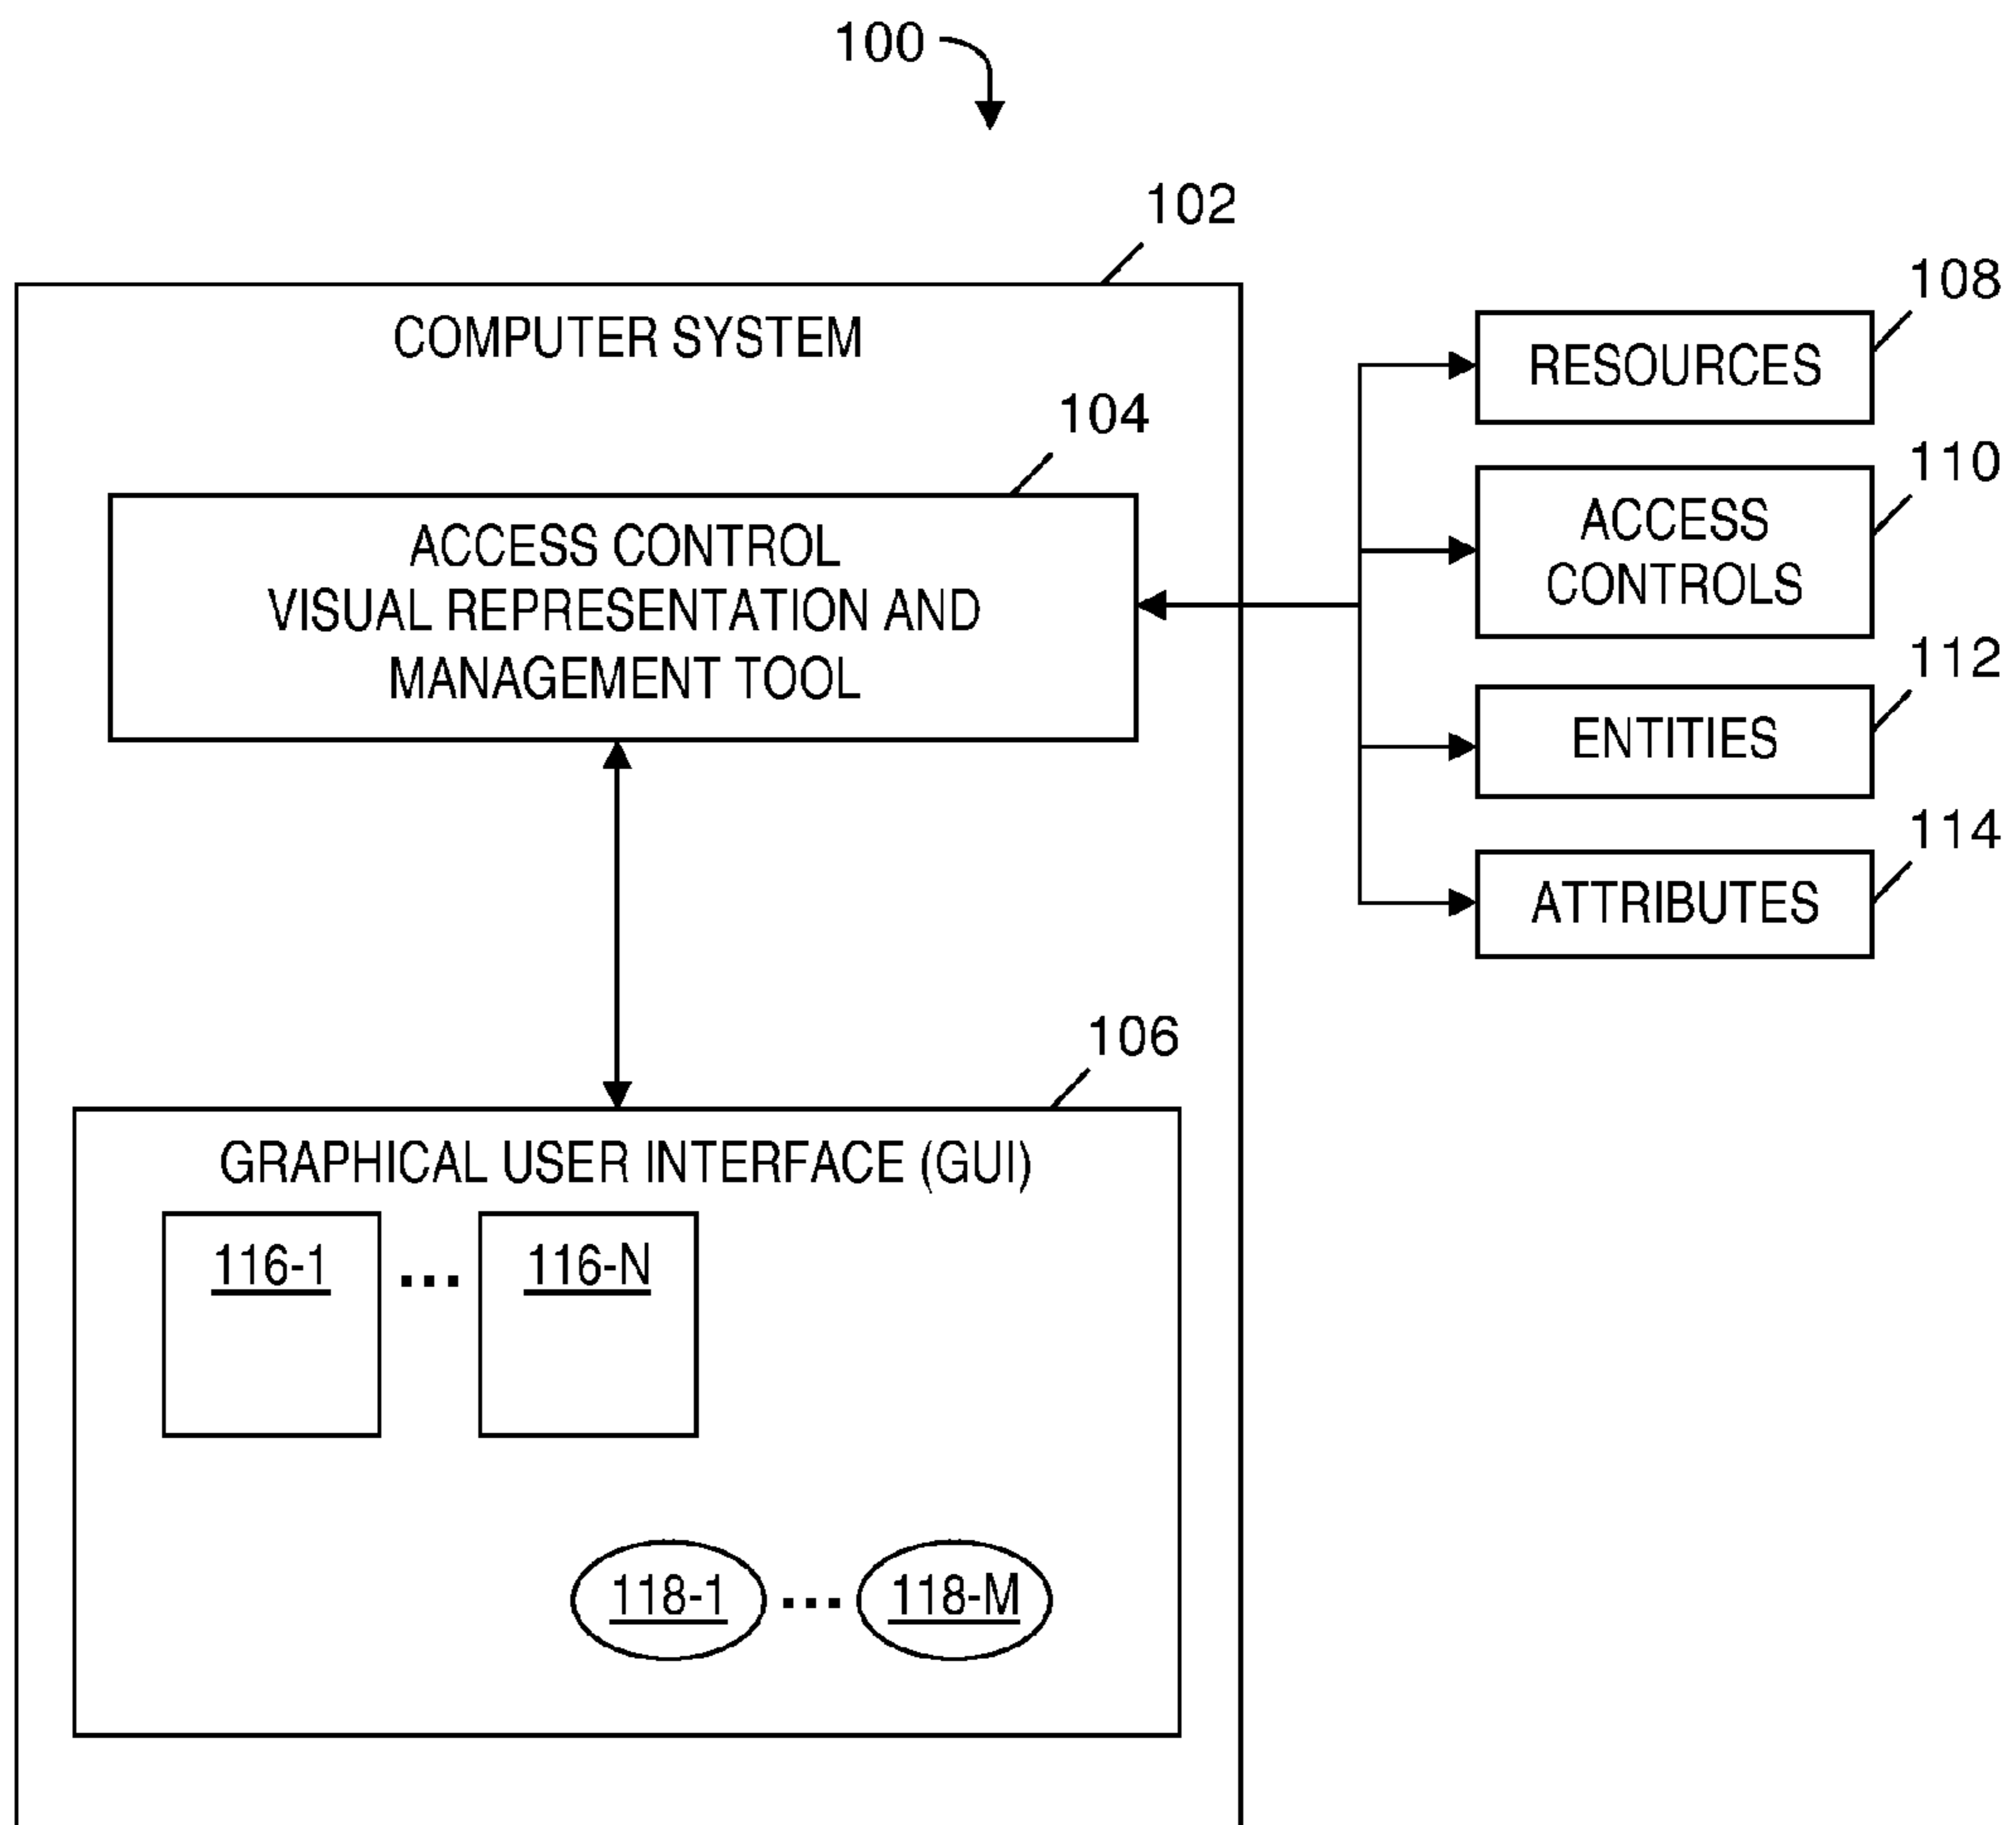 100
102
COMPUTER SYSTEM
108
RESOURCES
104
110
ACCESS CONTROL
VISUAL REPRESENTATION AND
MANAGEMENT TOOL
ACCESS
CONTROLS
112
ENTITIES
114
ATTRIBUTES
106
GRAPHICAL USER INTERFACE (GUI)
116-1 ... 116-N
118-1 ... 118-M